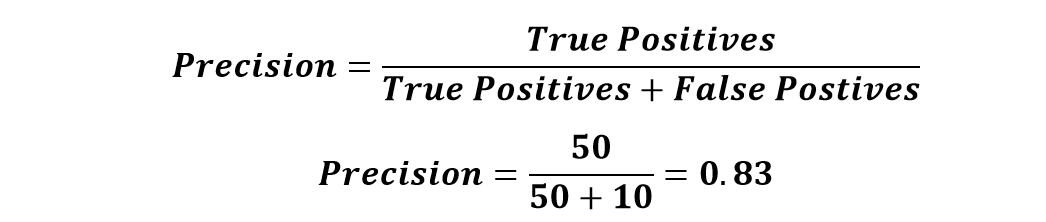 Precision = True Positives / True Positives + False Postives
Precision = 50 / 50 + 10 = 0.83